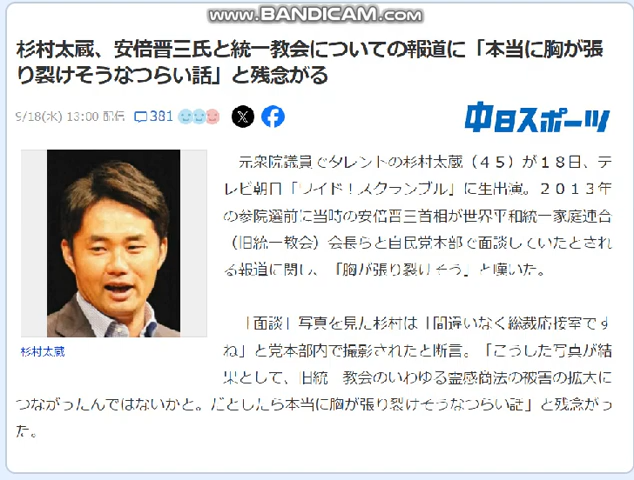 www.BANDICAM.com
杉村太蔵、安倍晋三氏と統一教会についての報道に「本当に胸が張
り裂けそうなつらい話」と残念がる
9/18(水) 13:00 配信 381
中日スポーツ
元衆院議員でタレントの杉村太蔵（４５）が１８日、テ
レビ朝日「ワイド！スクランブル」に生出演。２０１３年
の参院選前に当時の安倍晋三首相が世界平和統一家庭連合
（旧統一教会）会長らと自民党本部で面談していたとされ
る報道に関し、「胸が張り裂けそう」と嘆いた。
「面談」写真を見た杉村は「間違いなく総裁応接室です
ね」と党本部内で撮影されたと断言。「こうした写真が結
果として、旧統一教会のいわゆる霊感商法の被害の拡大に
つながったんではないかと。だとしたら本当に胸が張り裂けそうなつらい話」と残念がっ
た。
杉村太蔵